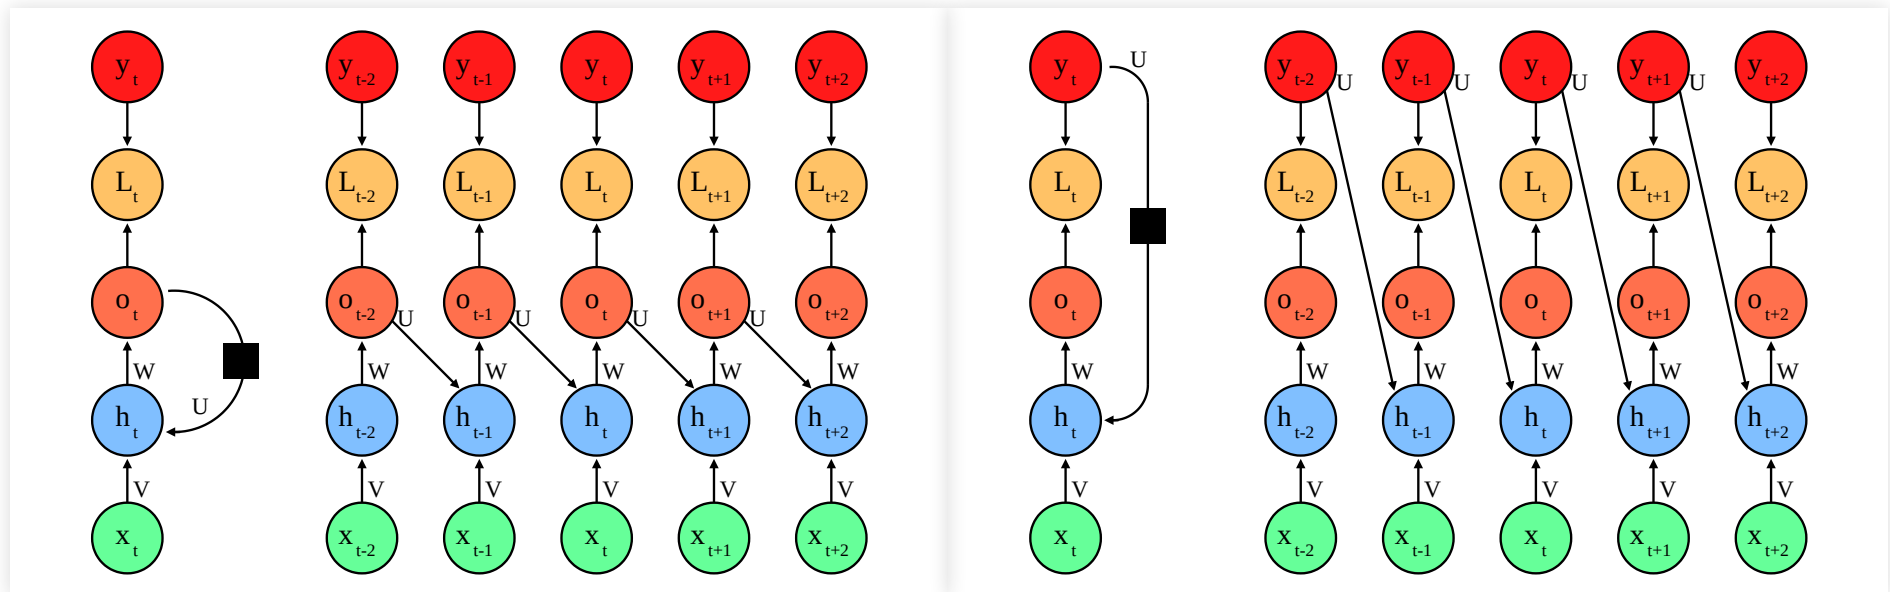 y t y t-2 y t-1 y t y t+1 y t+2
L t L t-2 L t-1 L t L t+1 L t+2
o t o t-2 o t-1 o t o t+1 o t+2
U U U U
W W W W W W
U
h t h t-2 h t-1 h t h t+1 h t+2
V V V V V V
x t x t-2 x t-1 x t x t+1 x t+2
U
y t y t-2 y t-1 y t y t+1 y t+2
U U U U
L t L t-2 L t-1 L t L t+1 L t+2
o t o t-2 o t-1 o t o t+1 o t+2
W W W W W W
h t h t-2 h t-1 h t h t+1 h t+2
V V V V V V
x t x t-2 x t-1 x t x t+1 x t+2